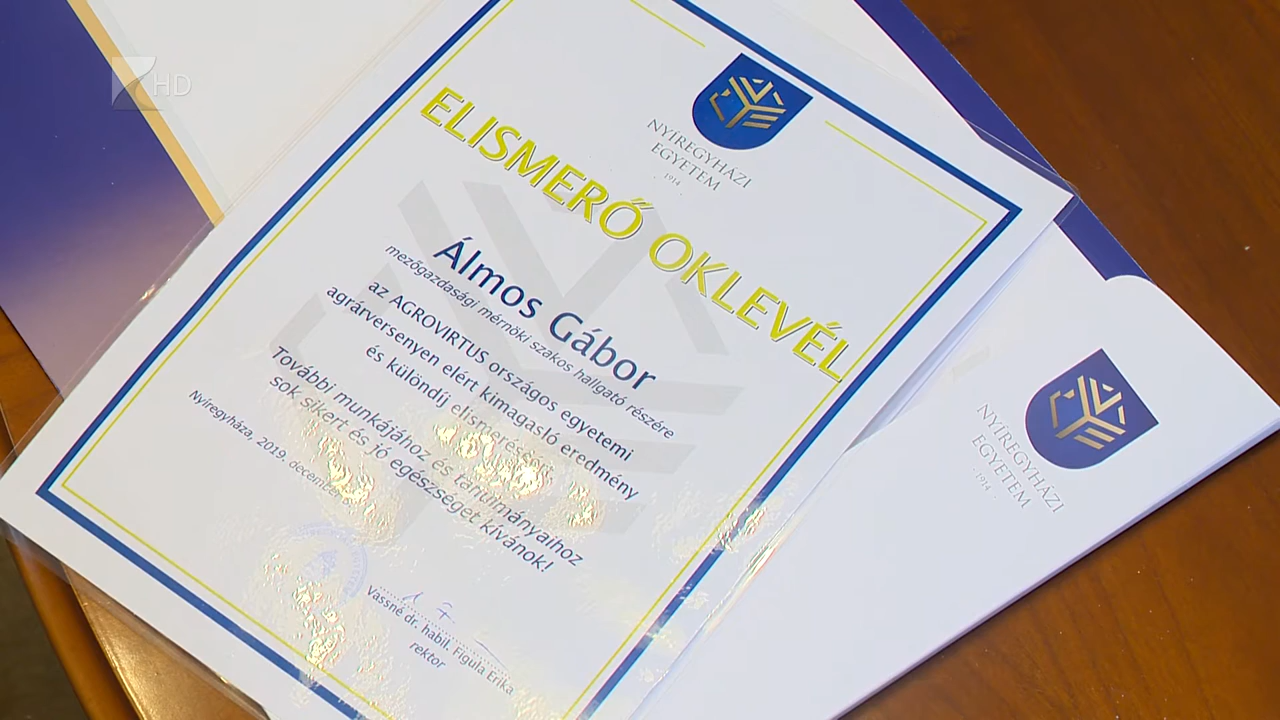 HD
NYÍREGYHÁZI
EGYETEM
· 1914 ·
ELISMERŐ OKLEVÉL
Álmos Gábor
mezőgazdasági mérnöki szakos hallgató részére
az AGROVIRTUS országos egyetemi
agrárversenyen elért kimagasló eredmény
és különdíj elismeréseként
További munkájához és tanulmányaihoz
sok sikert és jó egészséget kívánok!
Nyíregyháza, 2019. december
Vassné dr. habil. Figula Erika
rektor
NYÍREGYHÁZI
EGYETEM
· 1914 ·